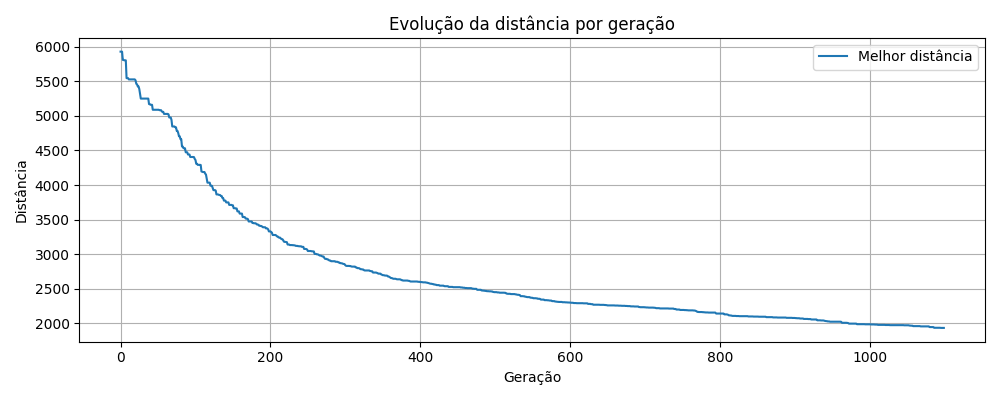 Evolução da distância por geração
Melhor distância
Distância
6000
5500
5000
4500
4000
3500
3000
2500
2000
0 200 400 600 800 1000
Geração